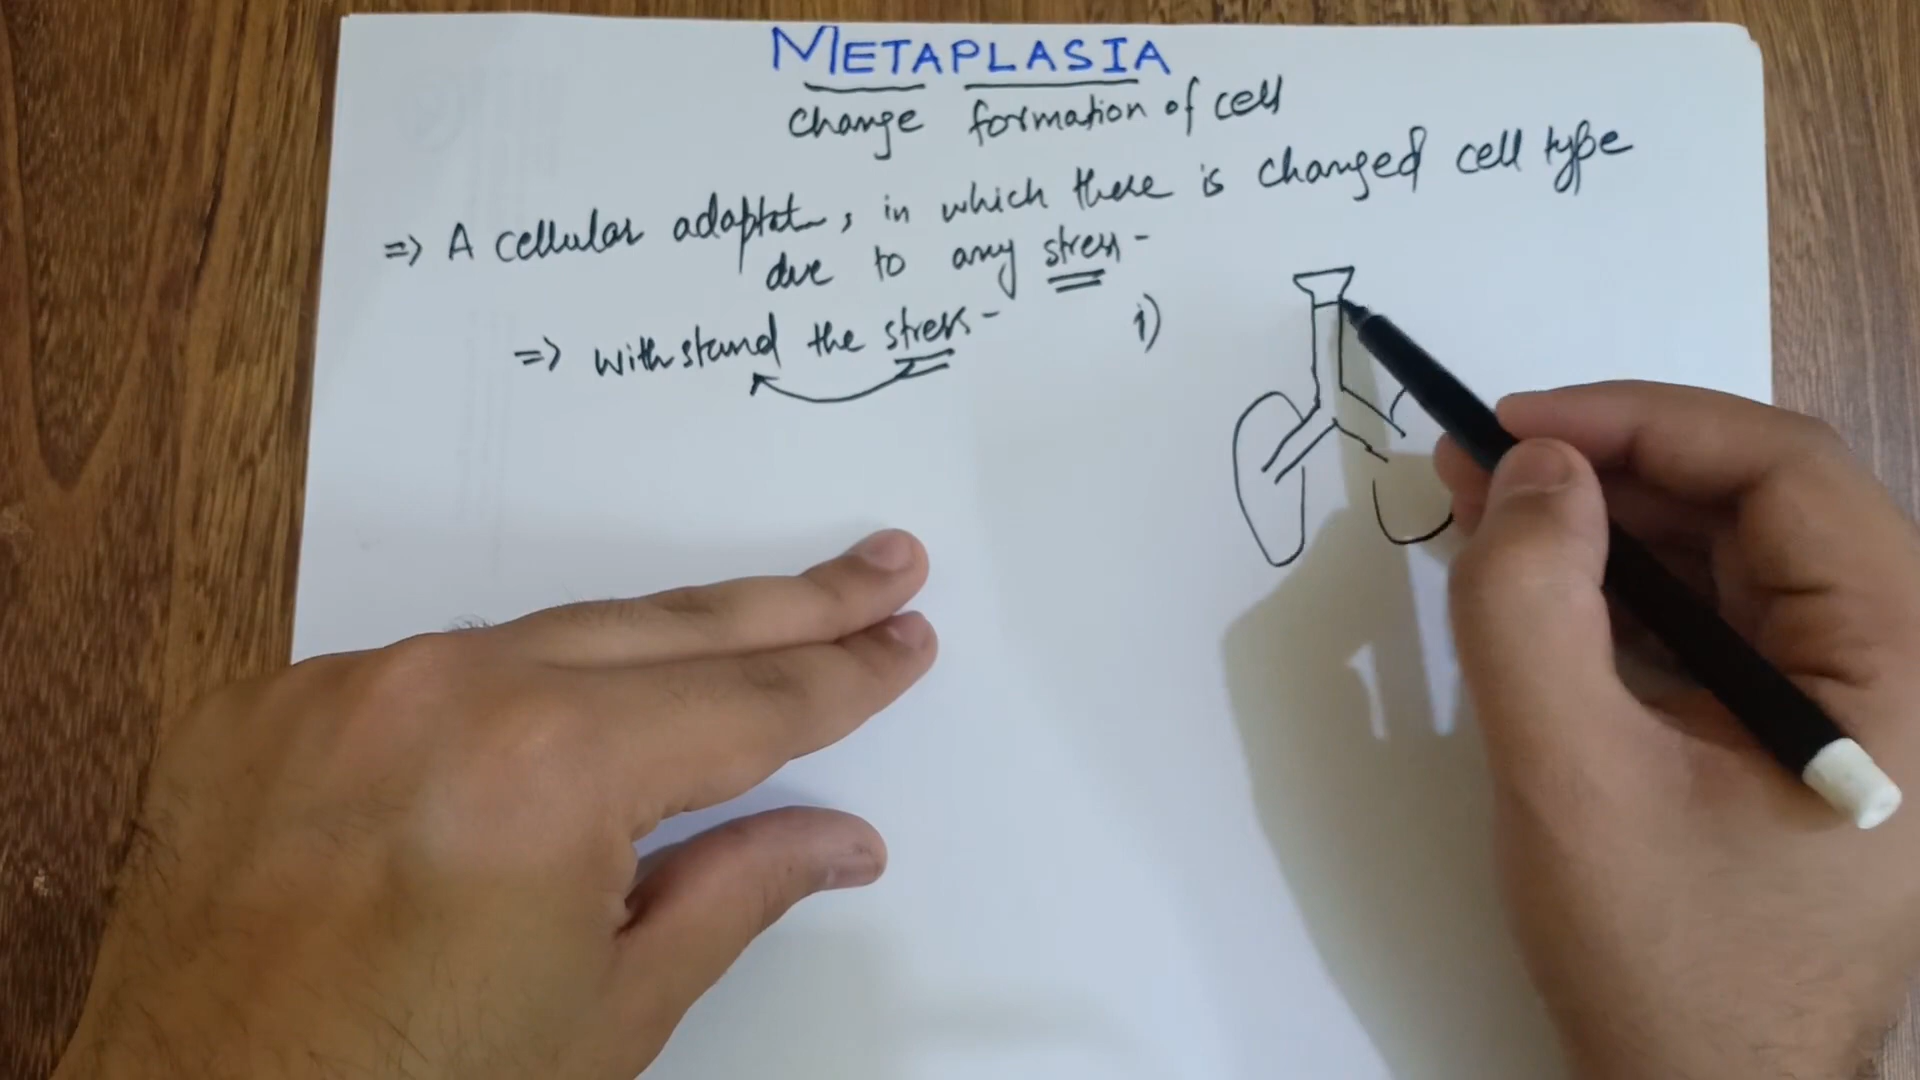 METAPLASIA
change formation of cell
=> A cellular adaptat, in which there is changed cell type
due to any stress-
=> withstand the stress-
i)